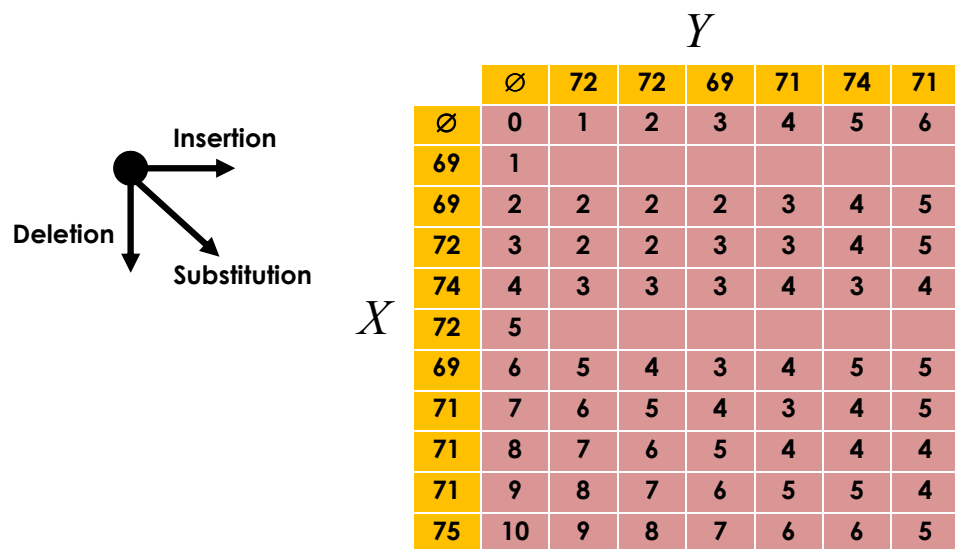 Y
∅ 72 72 69 71 74 71
∅ 0 1 2 3 4 5 6
Insertion
69 1
69 2 2 2 2 3 4 5
Deletion
72 3 2 2 3 3 4 5
Substitution
74 4 3 3 3 4 3 4
X
72 5
69 6 5 4 3 4 5 5
71 7 6 5 4 3 4 5
71 8 7 6 5 4 4 4
71 9 8 7 6 5 5 4
75 10 9 8 7 6 6 5